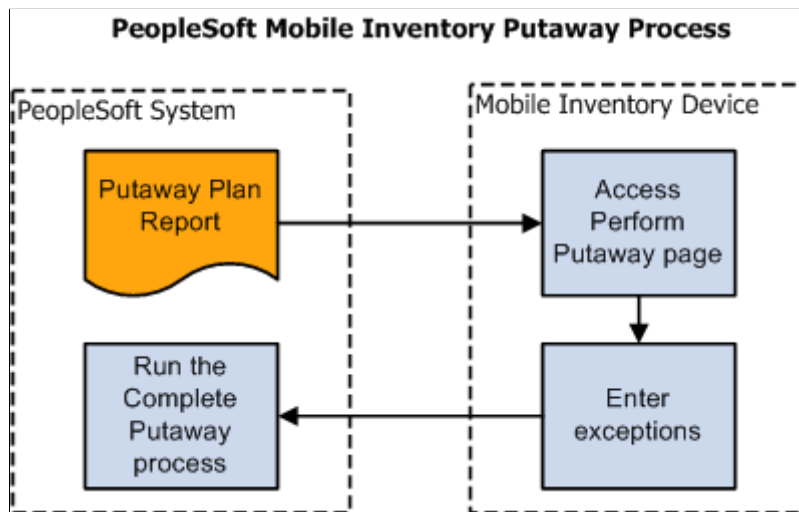 PeopleSoft Mobile Inventory Putaway Process
PeopleSoft System
Mobile Inventory Device
Putaway Plan
Report
Access
Perform
Putaway page
Enter
exceptions
Run the
Complete
Putaway
process